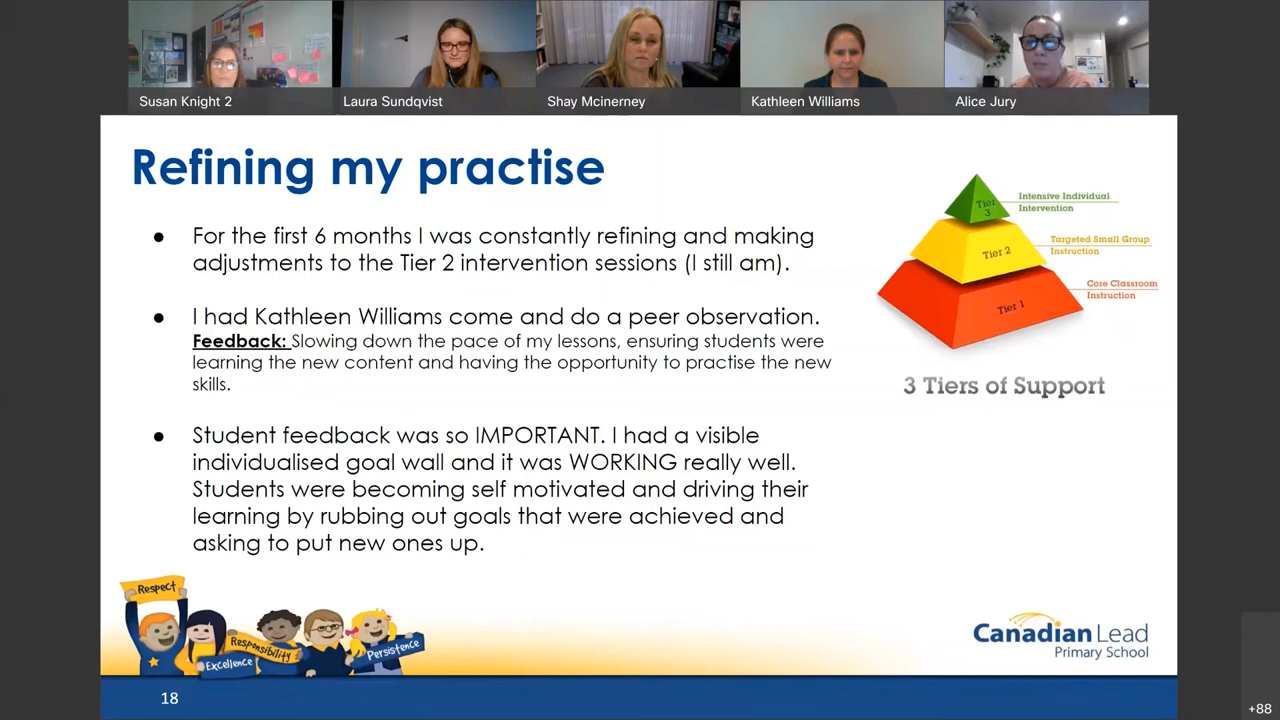 Susan Knight 2
Laura Sundqvist
Shay Mcinerney
Kathleen Williams
Alice Jury
Refining my practise
● For the first 6 months I was constantly refining and making
adjustments to the Tier 2 intervention sessions (I still am).
● I had Kathleen Williams come and do a peer observation.
Feedback: Slowing down the pace of my lessons, ensuring students were
learning the new content and having the opportunity to practise the new
skills.
● Student feedback was so IMPORTANT. I had a visible
individualised goal wall and it was WORKING really well.
Students were becoming self motivated and driving their
learning by rubbing out goals that were achieved and
asking to put new ones up.
Tier
3
Intensive Individual
Intervention
Tier 2
Targeted Small Group
Instruction
Tier 1
Core Classroom
Instruction
3 Tiers of Support
Respect
Excellence
Responsibility
Persistence
Canadian Lead
Primary School
18
+88